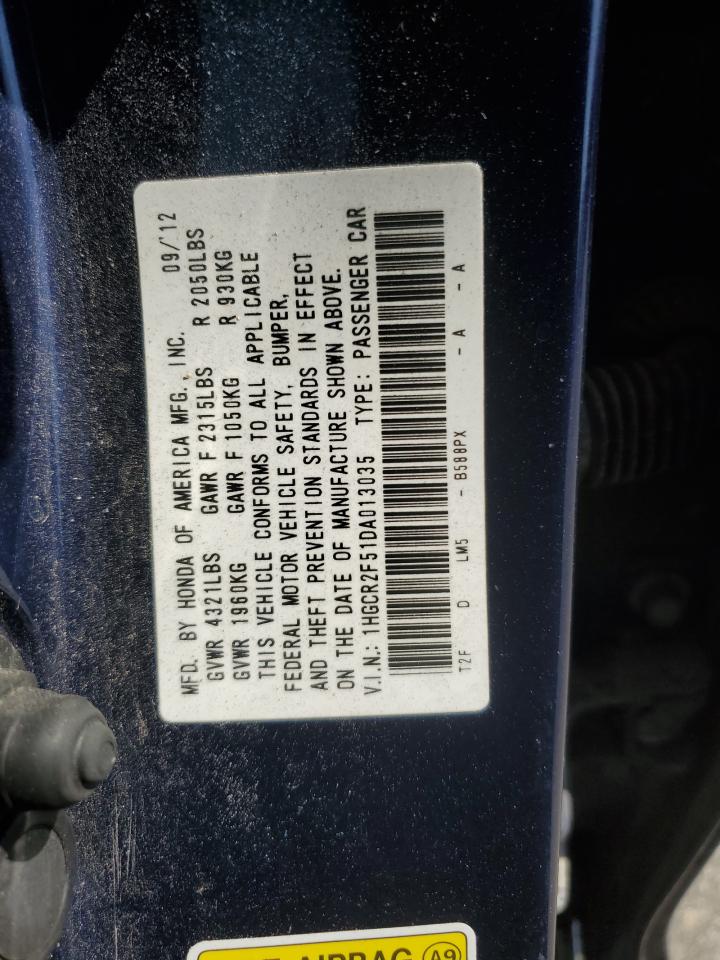 MFD. BY HONDA OF AMERICA MFG., INC. 09/'12
GVWR 4321LBS GAWR F 2315LBS R 2050LBS
GVWR 1960KG GAWR F 1050KG R 930KG
THIS VEHICLE CONFORMS TO ALL APPLICABLE
FEDERAL MOTOR VEHICLE SAFETY, BUMPER,
AND THEFT PREVENTION STANDARDS IN EFFECT
ON THE DATE OF MANUFACTURE SHOWN ABOVE.
V.I.N.: 1HGCR2F51DA013035 TYPE: PASSENGER CAR
T2F D LM5 - B588PX - A - A
AIRBAG A9